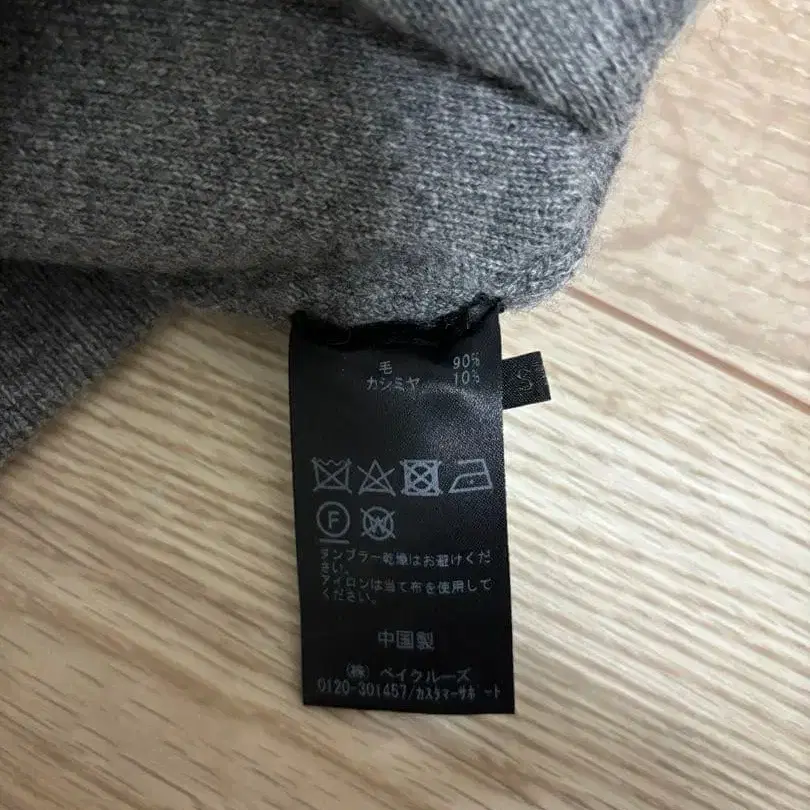 毛 90%
カシミヤ 10%
S
F
W
タンブラー乾燥はお避けくだ
さい。
アイロンは当て布を使用して
ください。
中国製
(株) ベイクルーズ
0120-301457/カスタマーサポート